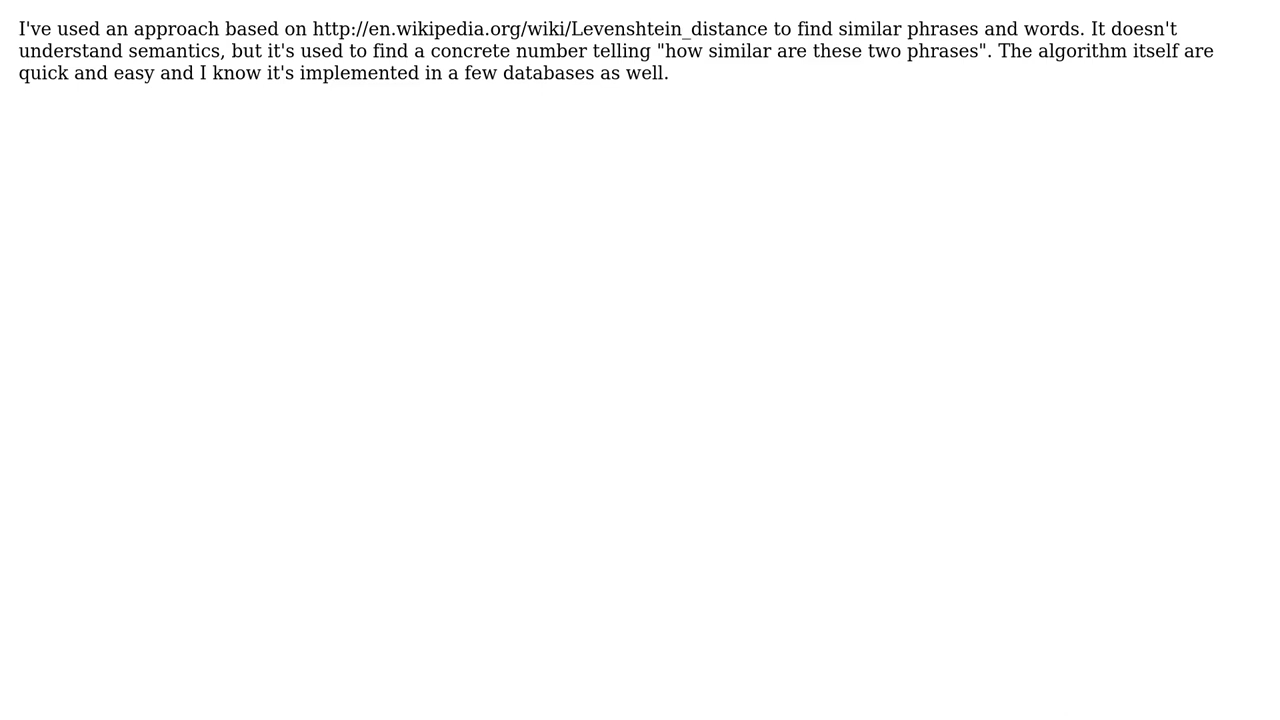 I've used an approach based on http://en.wikipedia.org/wiki/Levenshtein_distance to find similar phrases and words. It doesn't
understand semantics, but it's used to find a concrete number telling "how similar are these two phrases". The algorithm itself are
quick and easy and I know it's implemented in a few databases as well.